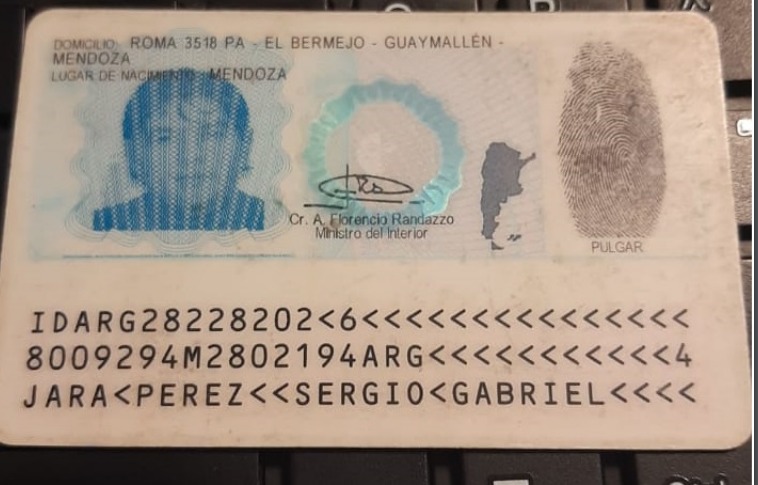 DOMICILIO: ROMA 3518 PA - EL BERMEJO - GUAYMALLÉN -
MENDOZA
LUGAR DE NACIMIENTO: MENDOZA
Cr. A. Florencio Randazzo
Ministro del Interior
PULGAR
IDARG28228202<6<<<<<<<<<<<<<<<
8009294M2802194ARG<<<<<<<<<<<4
JARA<PEREZ<<SERGIO<GABRIEL<<<<